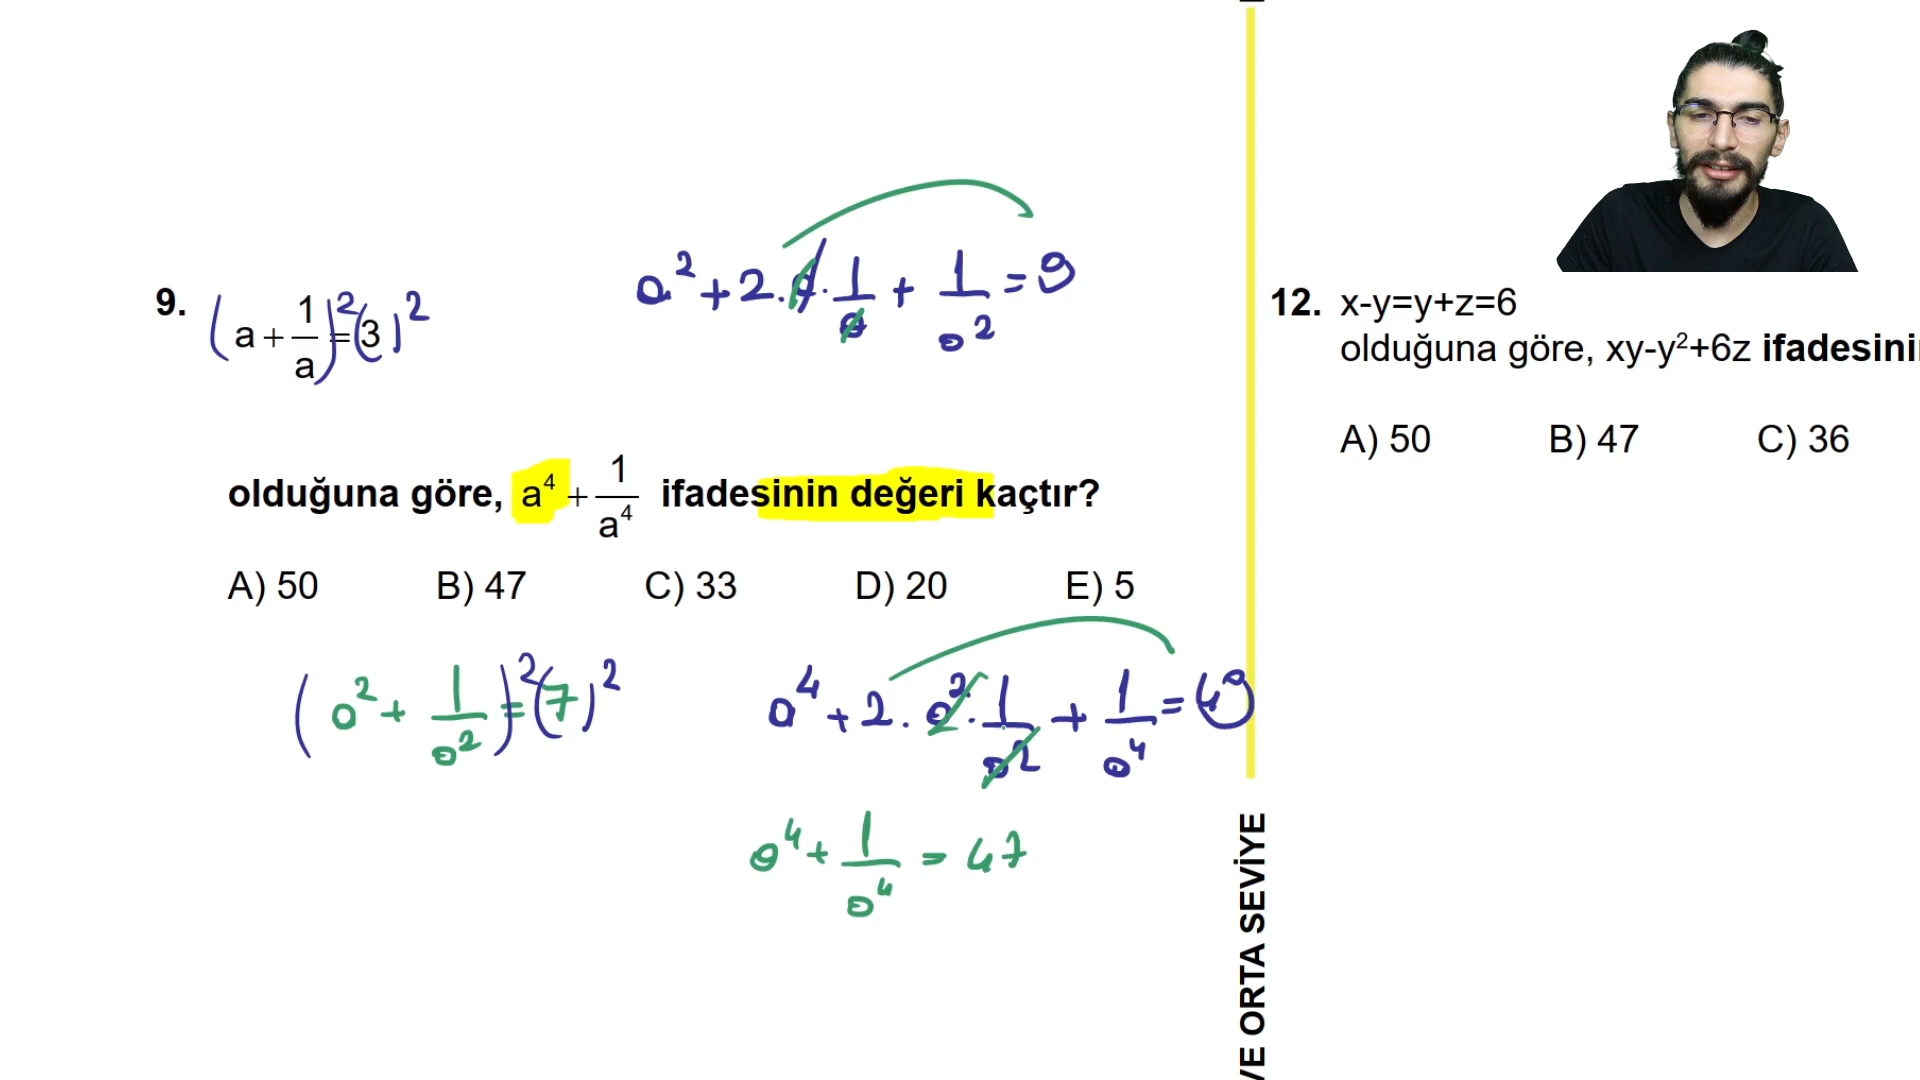 9. (a + 1/a)² = (3)²
a² + 2.a.1/a + 1/a² = 9
olduğuna göre, a⁴ + 1/a⁴ ifadesinin değeri kaçtır?
A) 50 B) 47 C) 33 D) 20 E) 5
(a² + 1/a²)² = (7)²
a⁴ + 2.a².1/a² + 1/a⁴ = 49
a⁴ + 1/a⁴ = 47
VE ORTA SEVİYE
12. x-y=y+z=6
olduğuna göre, xy-y²+6z ifadesini
A) 50 B) 47 C) 36